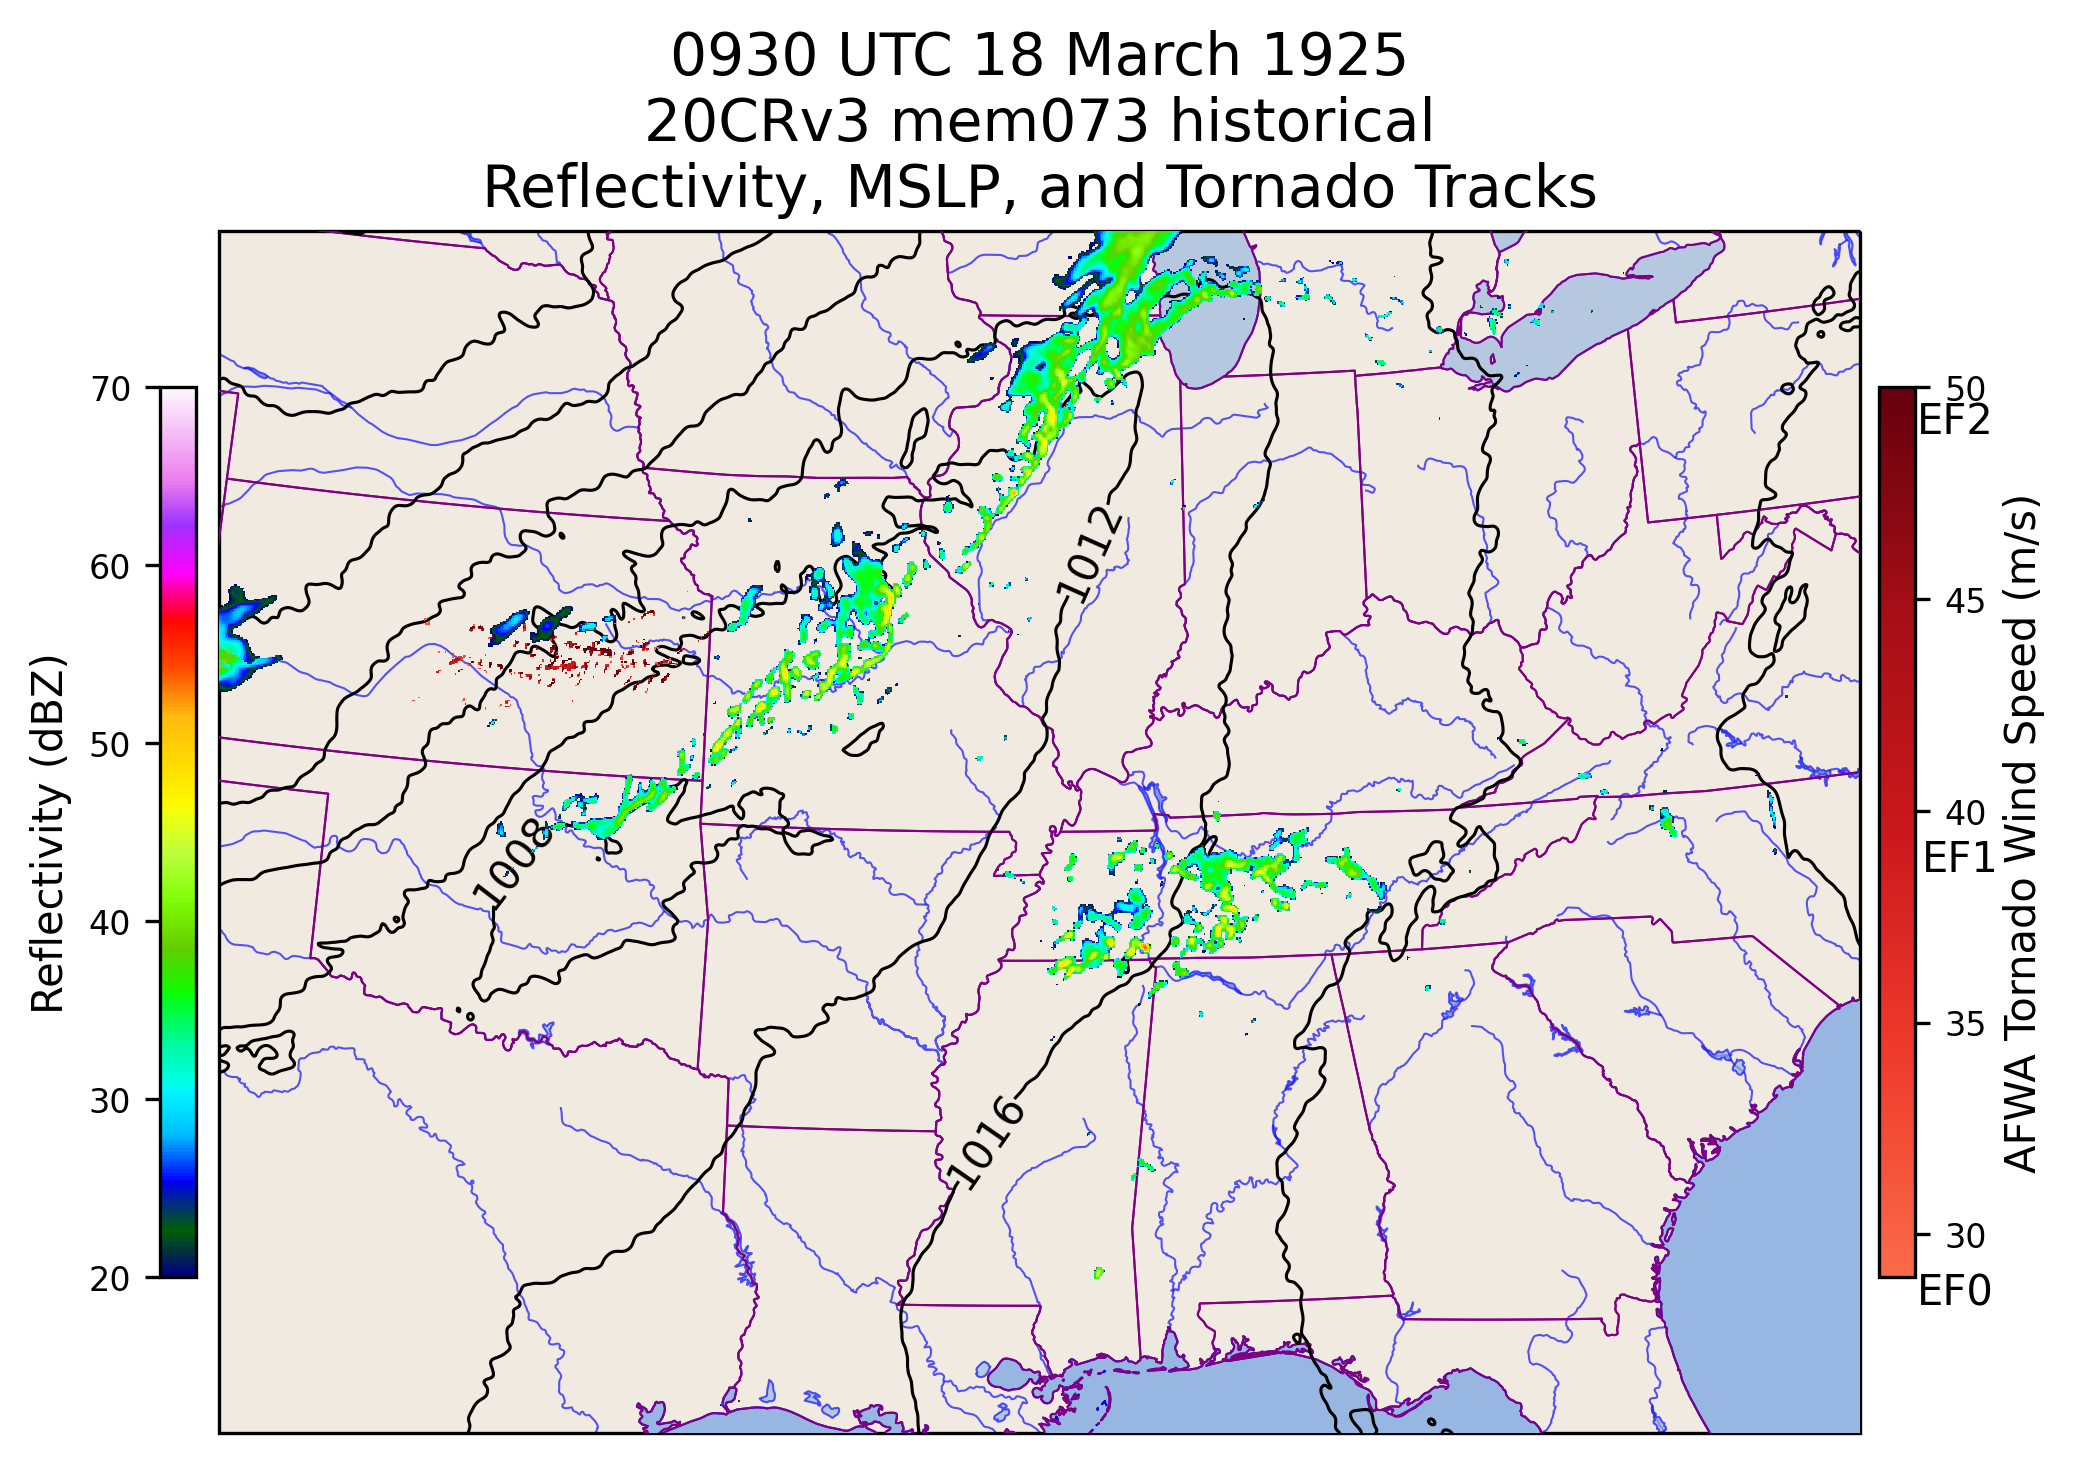 0930 UTC 18 March 1925
20CRv3 mem073 historical
Reflectivity, MSLP, and Tornado Tracks
70
60
50
40
30
20
Reflectivity (dBZ)
1012
1008
1016
50
EF2
45
40
EF1
35
30
EF0
AFWA Tornado Wind Speed (m/s)